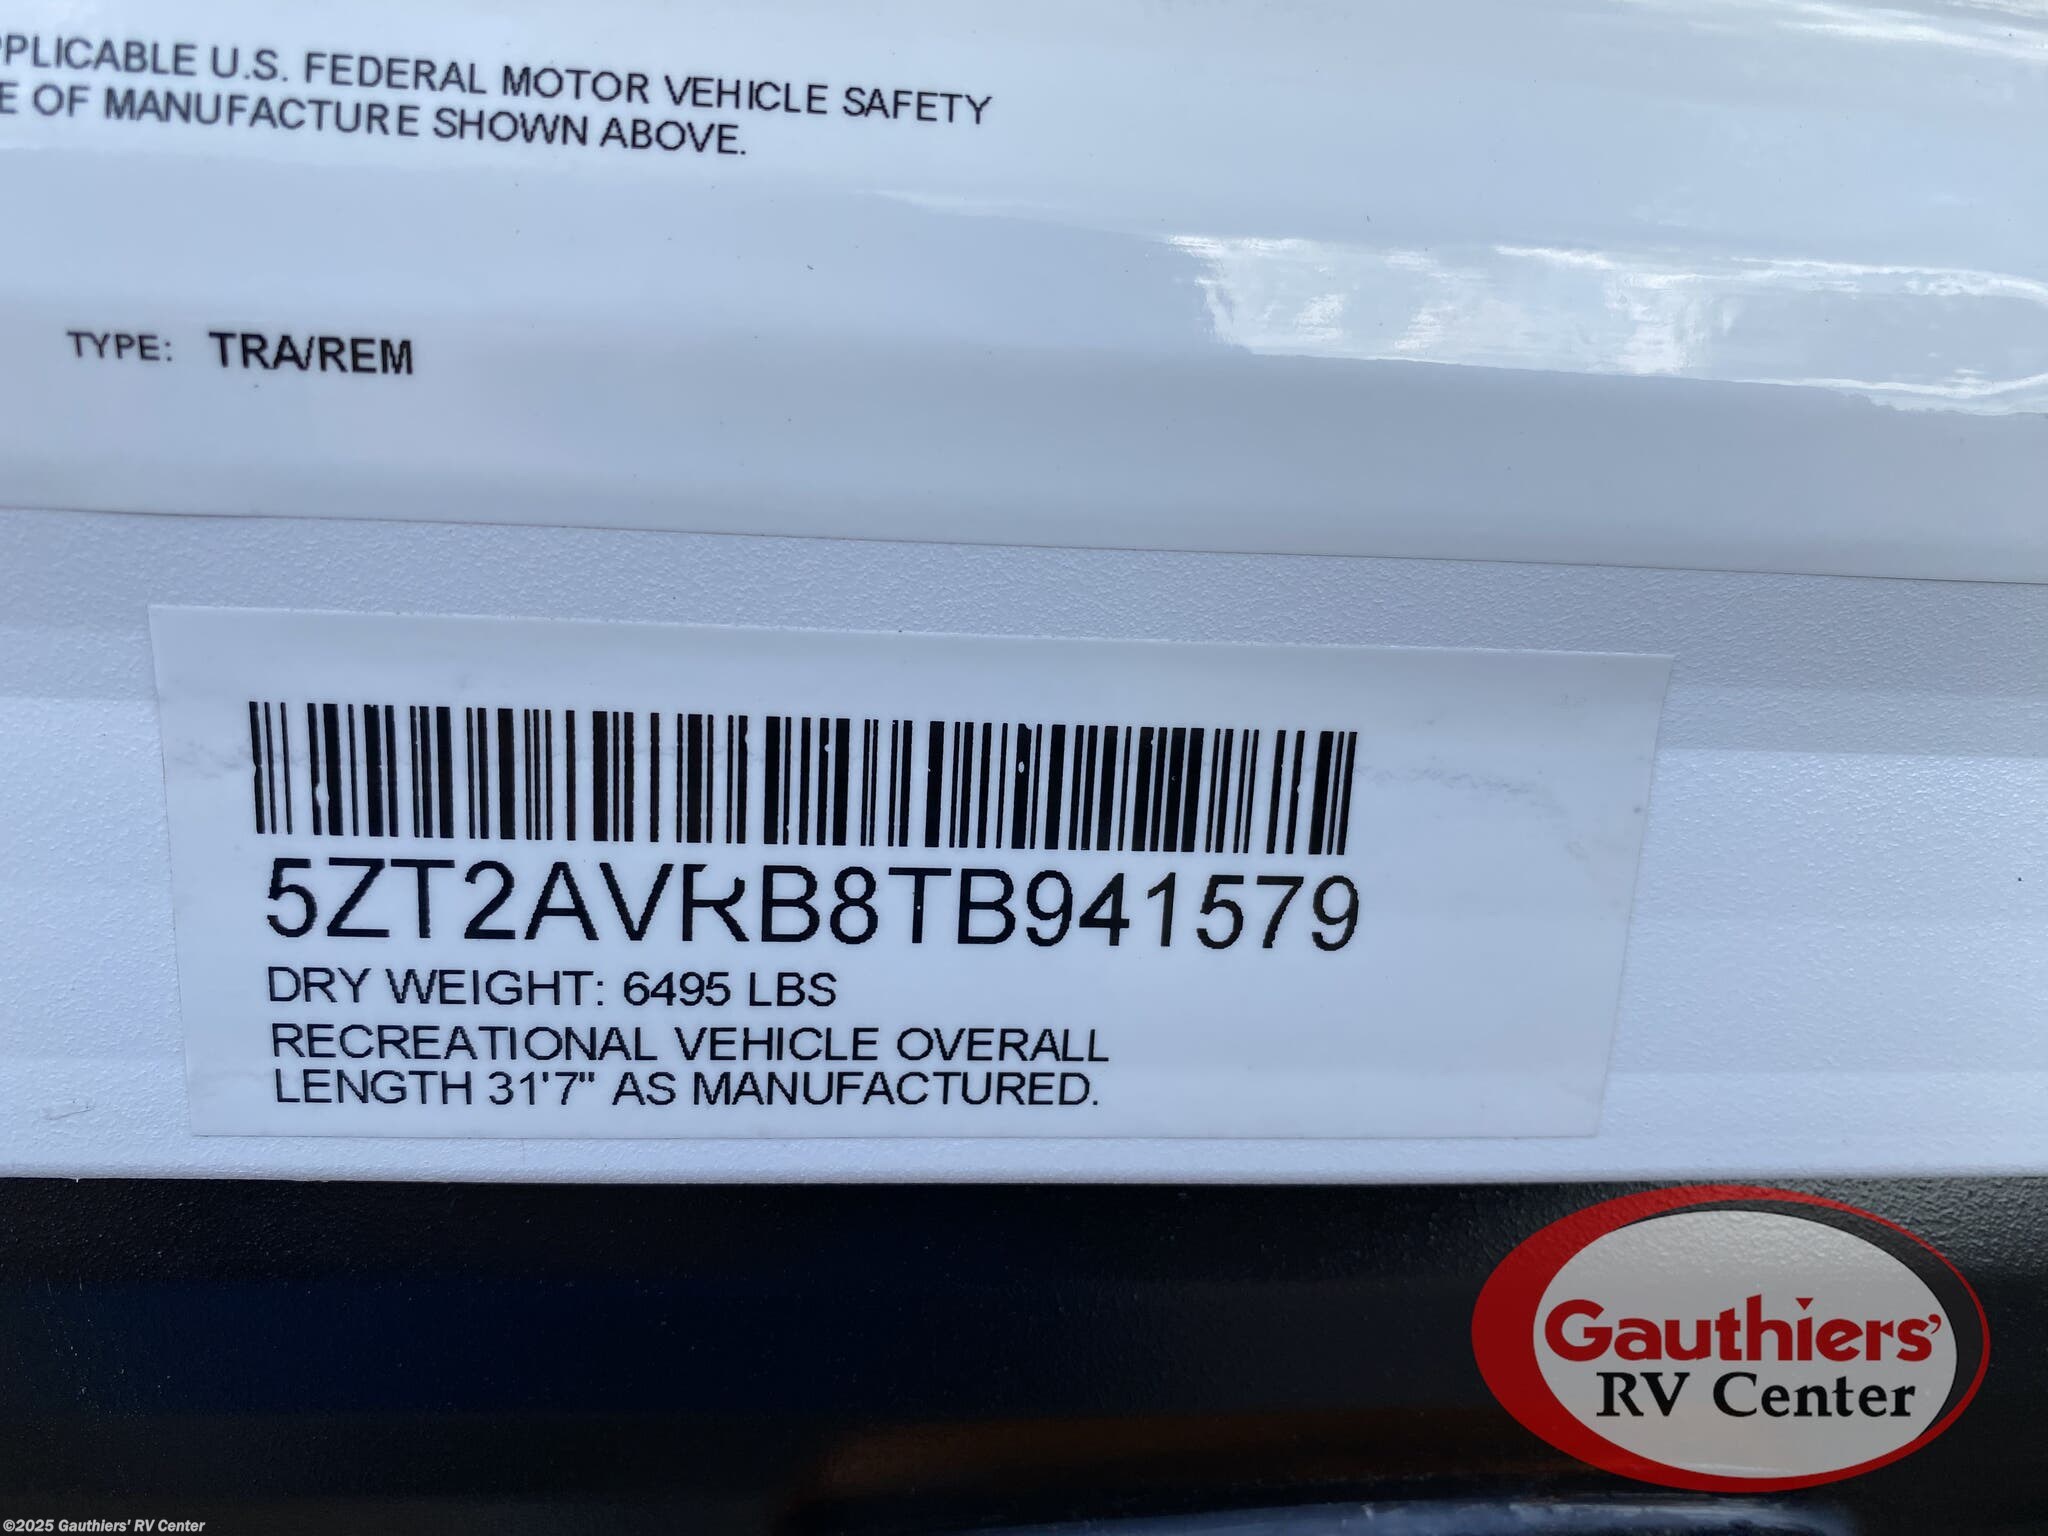 PPLICABLE U.S. FEDERAL MOTOR VEHICLE SAFETY
E OF MANUFACTURE SHOWN ABOVE.
TYPE: TRA/REM
5ZT2AVRB8TB941579
DRY WEIGHT: 6495 LBS
RECREATIONAL VEHICLE OVERALL
LENGTH 31'7" AS MANUFACTURED.
Gauthiers'
RV Center
©2025 Gauthiers' RV Center